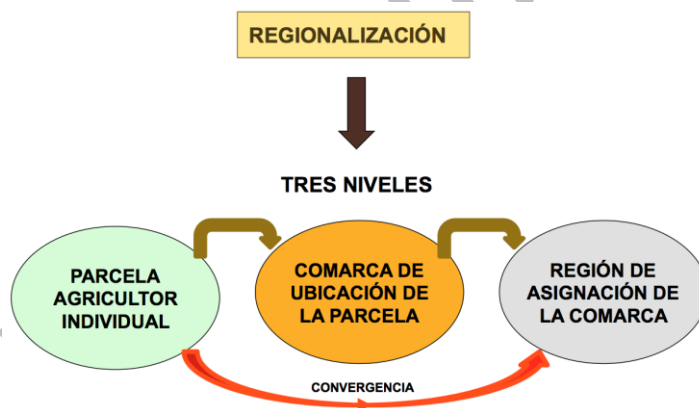 REGIONALIZACIÓN
TRES NIVELES
PARCELA
AGRICULTOR
INDIVIDUAL
COMARCA DE
UBICACIÓN DE
LA PARCELA
REGIÓN DE
ASIGNACIÓN DE
LA COMARCA
CONVERGENCIA